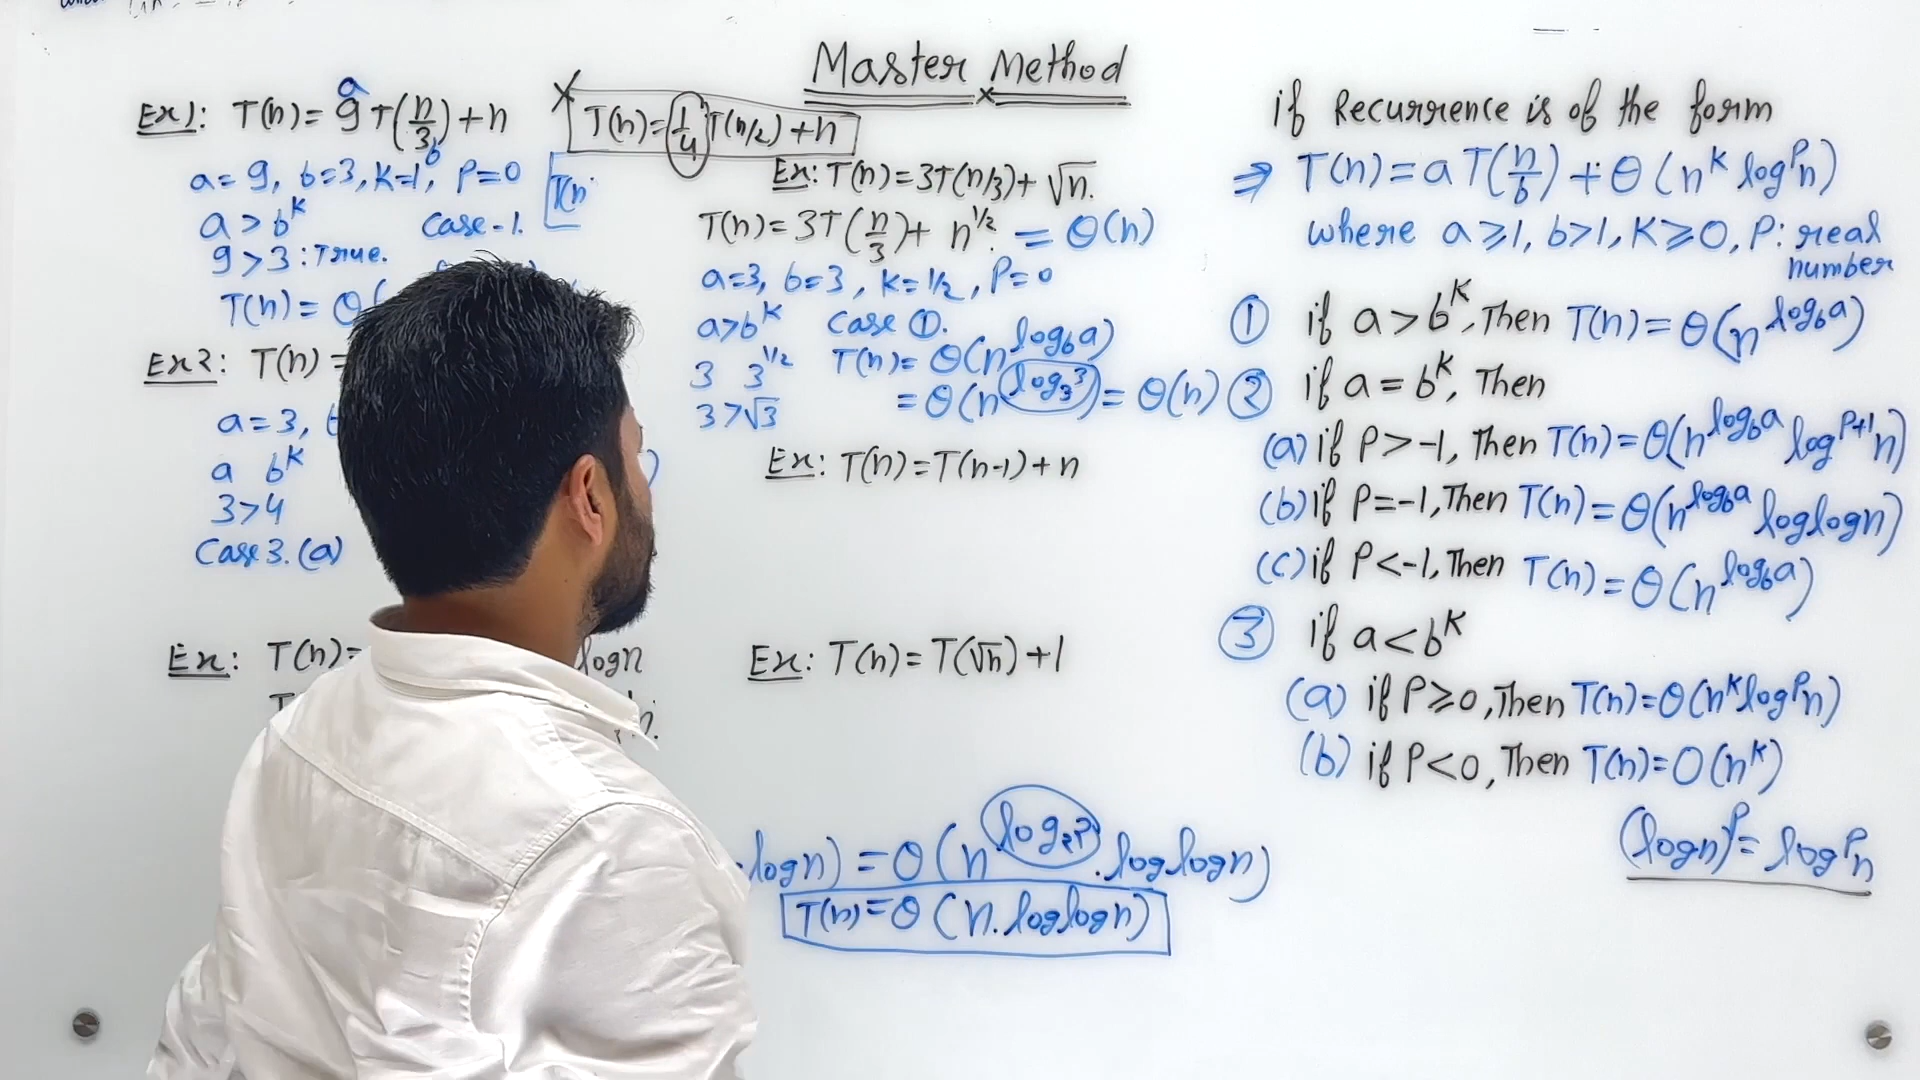 Master Method
Ex1: T(n)= 9T(n/3)+n
a
b
a=9, b=3, K=1, P=0
a > b^K Case-1.
9>3: True.
T(n)= Θ(
Ex2: T(n) =
a=3,
a b^K
3>4
Case 3.(a)
Ex: T(n)= logn
T(n)=(1/4)T(n/2)+n
T(n
Ex: T(n)=3T(n/3)+ √n.
T(n)=3T(n/3)+ n^1/2. = Θ(n)
a=3, b=3, K=1/2, P=0
a>b^K Case ①.
3 3^1/2 T(n)= Θ(n^log_b a)
3>√3 =Θ(n^log_3 3)= Θ(n)
Ex: T(n)=T(n-1)+n
Ex: T(n)=T(√n)+1
.logn) = Θ(n^log_2 2 .loglogn)
T(n)=Θ(n.loglogn)
if Recurrence is of the form
⇒ T(n)=aT(n/b)+Θ(n^K log^P n)
where a≥1, b>1, K≥0, P: real
number
① if a>b^K, Then T(n)= Θ(n^log_b a)
② if a=b^K, Then
(a) if P>-1, Then T(n)=Θ(n^log_b a log^P+1 n)
(b) if P=-1, Then T(n)=Θ(n^log_b a loglogn)
(c) if P<-1, Then T(n)=Θ(n^log_b a)
③ if a<b^K
(a) if P≥0, Then T(n)=Θ(n^K log^P n)
(b) if P<0, Then T(n)=O(n^K)
(logn)^P = log^P n